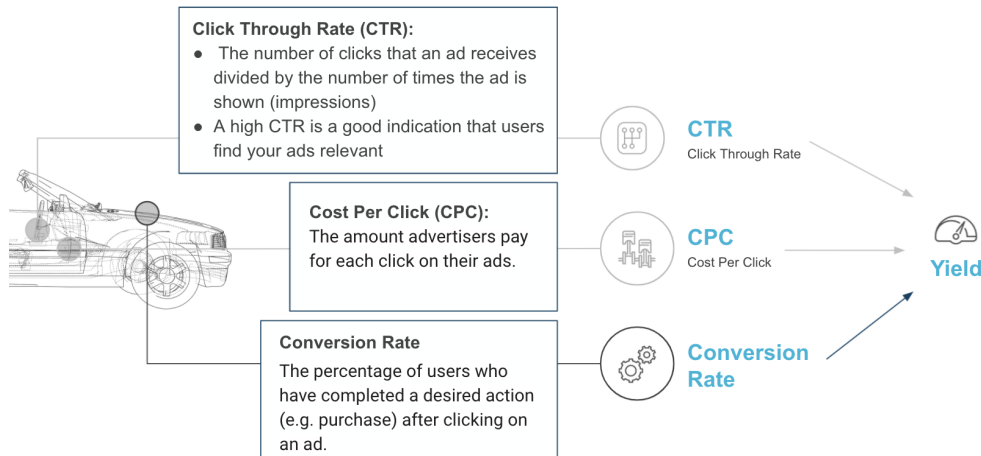 Click Through Rate (CTR):
● The number of clicks that an ad receives
divided by the number of times the ad is
shown (impressions)
● A high CTR is a good indication that users
find your ads relevant
CTR
Click Through Rate
Cost Per Click (CPC):
The amount advertisers pay
for each click on their ads.
CPC
Cost Per Click
Yield
Conversion Rate
The percentage of users who
have completed a desired action
(e.g. purchase) after clicking on
an ad.
Conversion
Rate